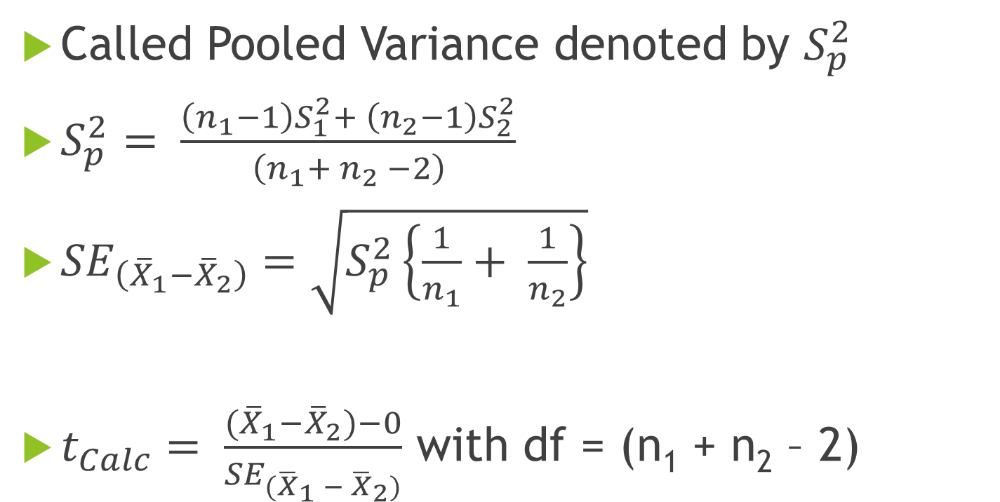 ▶ Called Pooled Variance denoted by $S_p^2$
▶ $S_p^2 = \frac{(n_1-1)S_1^2 + (n_2-1)S_2^2}{(n_1 + n_2 - 2)}$
▶ $SE_{(\bar{X}_1 - \bar{X}_2)} = \sqrt{S_p^2 \left\{\frac{1}{n_1} + \frac{1}{n_2}\right\}}$
▶ $t_{Calc} = \frac{(\bar{X}_1 - \bar{X}_2) - 0}{SE_{(\bar{X}_1 - \bar{X}_2)}}$ with df = (n₁ + n₂ – 2)